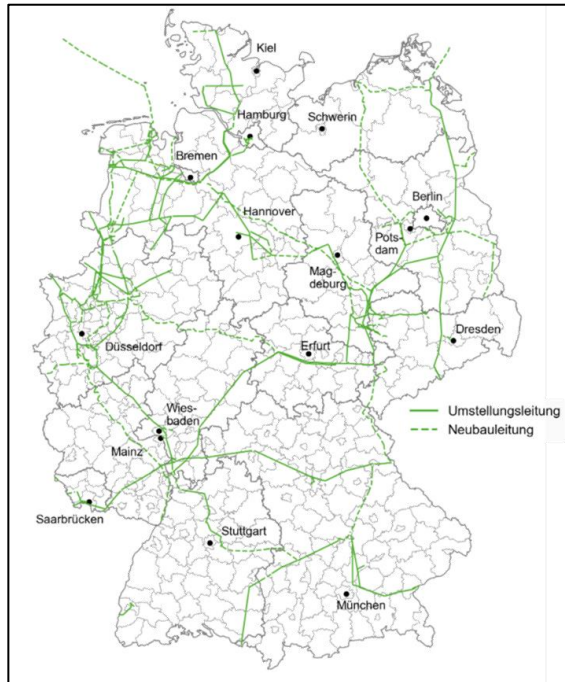 Kiel
Hamburg
Schwerin
Bremen
Berlin
Hannover
Pots-
dam
Mag-
deburg
Dresden
Düsseldorf
Erfurt
Umstellungsleitung
Neubauleitung
Wies-
baden
Mainz
Saarbrücken
Stuttgart
München